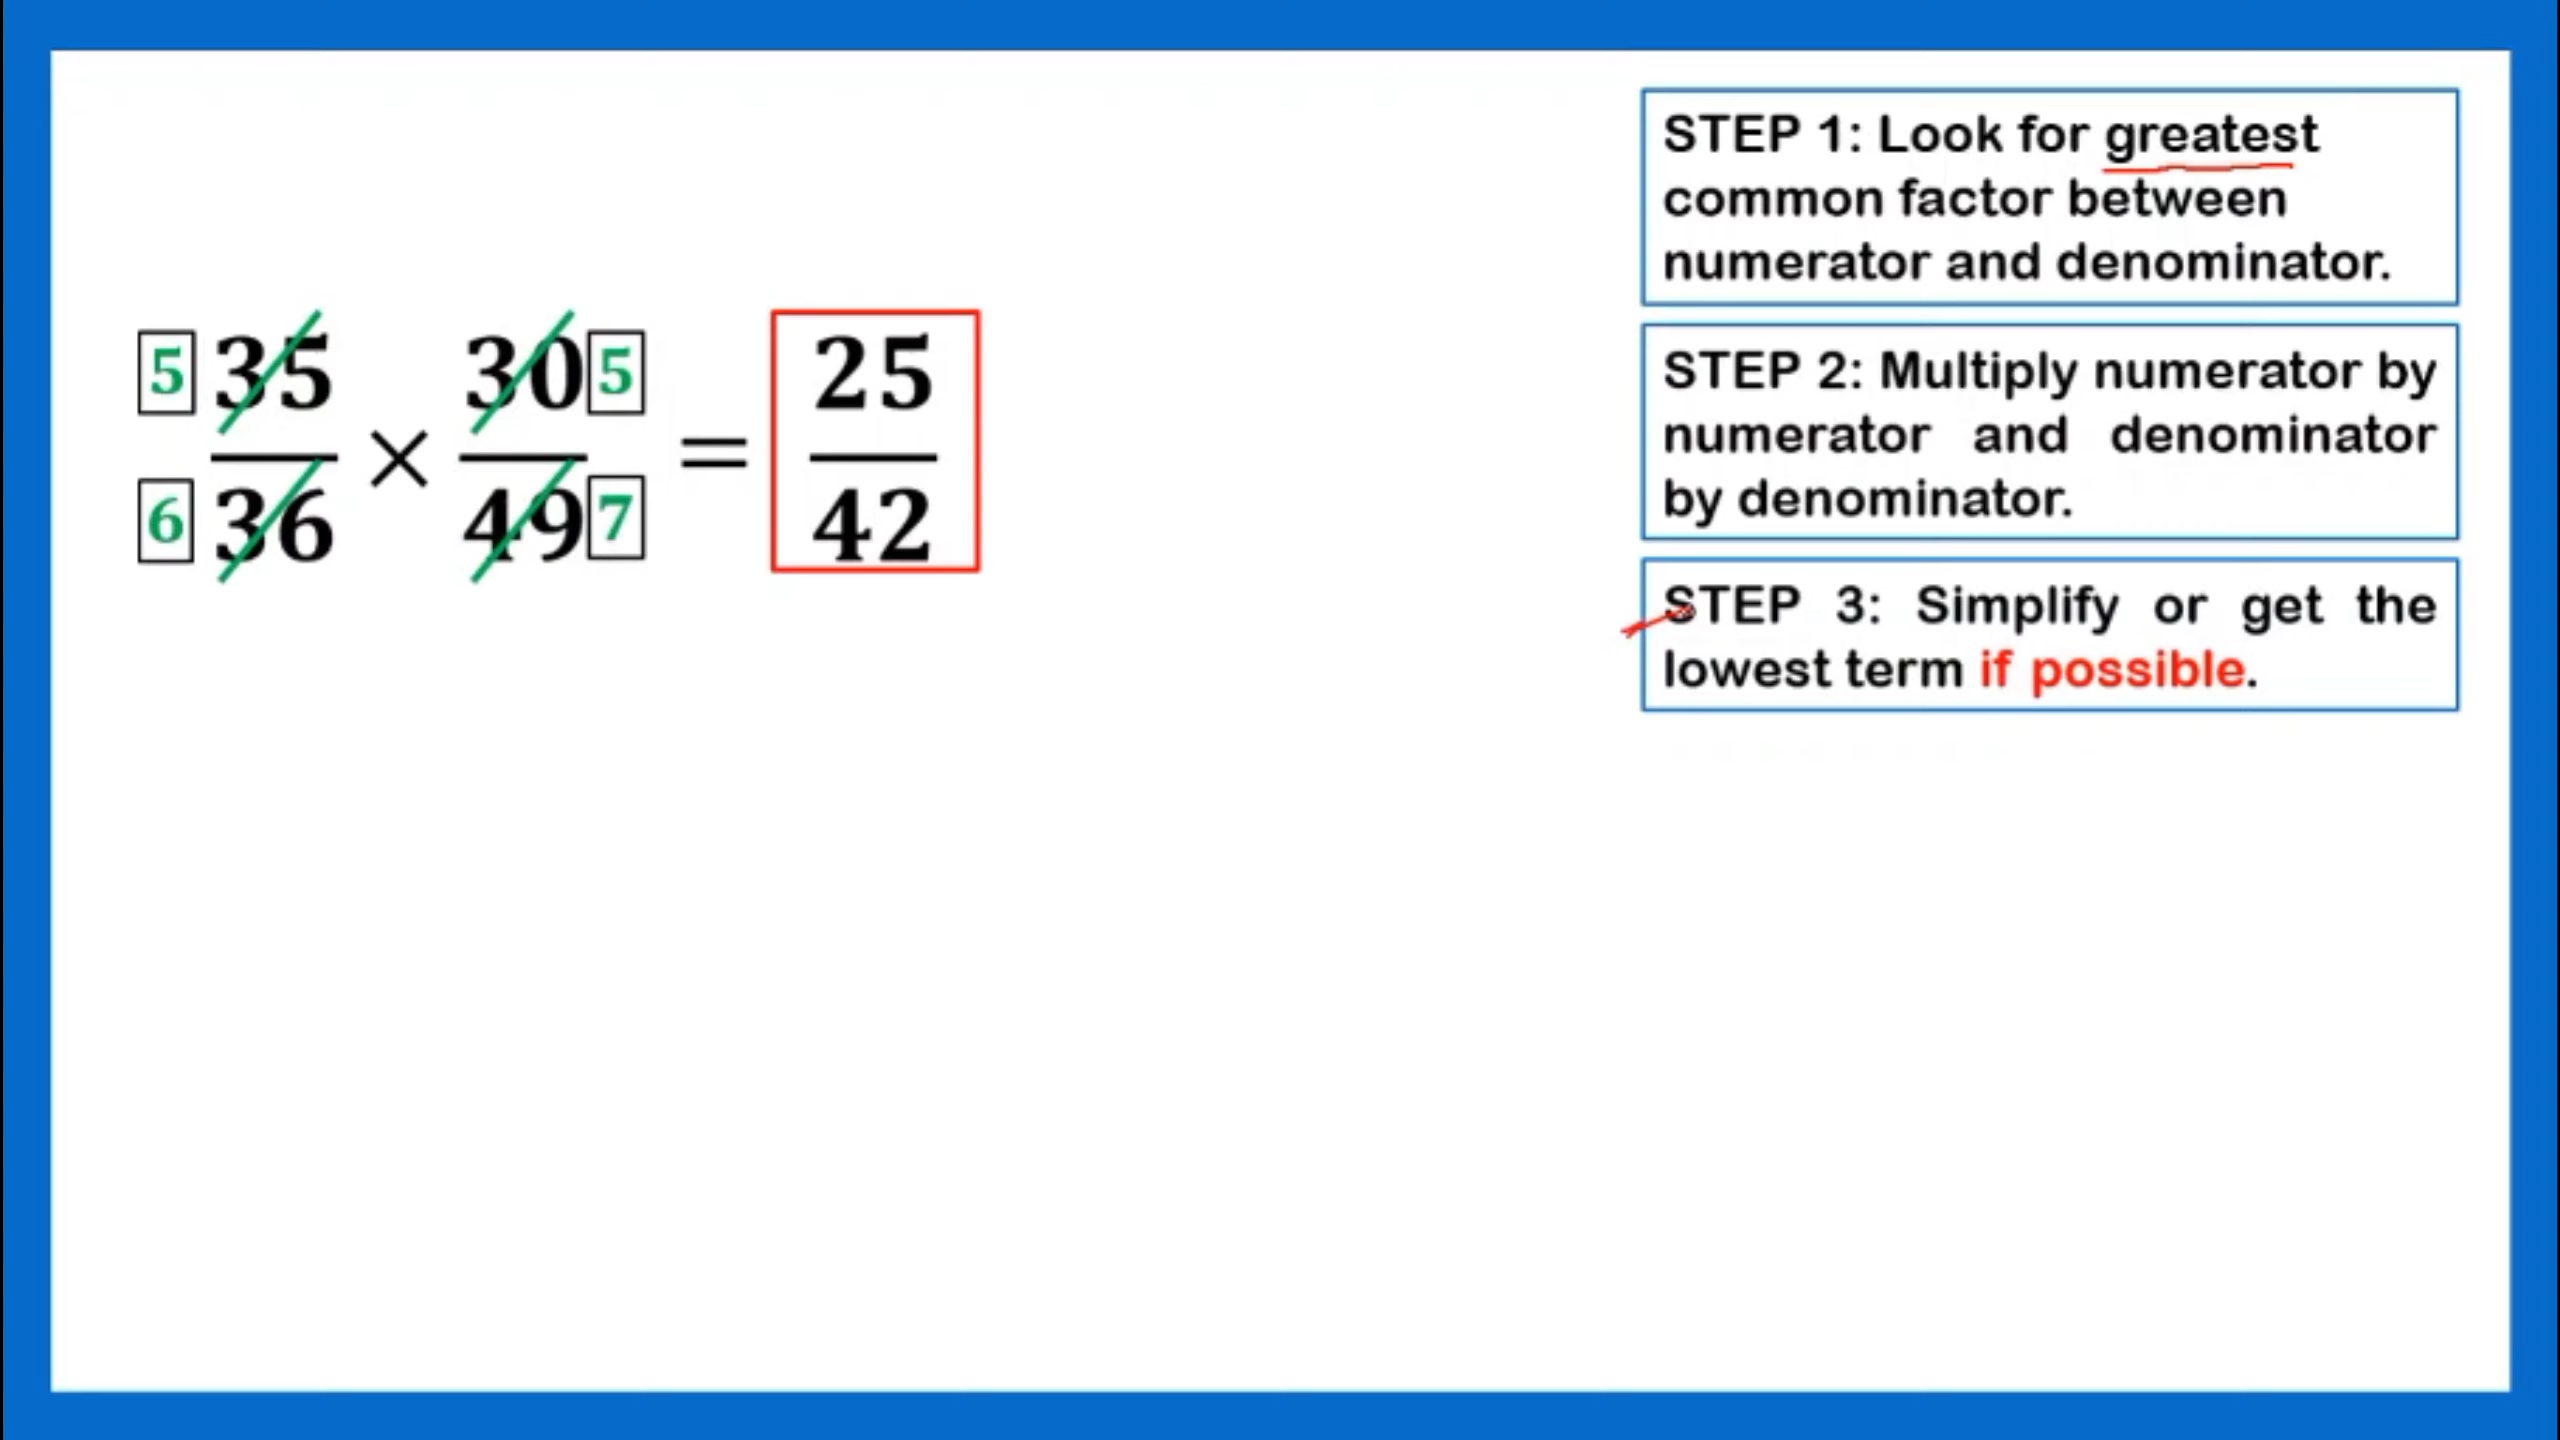 5 35 × 30 5 = 25
6 36 49 7 42
STEP 1: Look for greatest
common factor between
numerator and denominator.
STEP 2: Multiply numerator by
numerator and denominator
by denominator.
STEP 3: Simplify or get the
lowest term if possible.